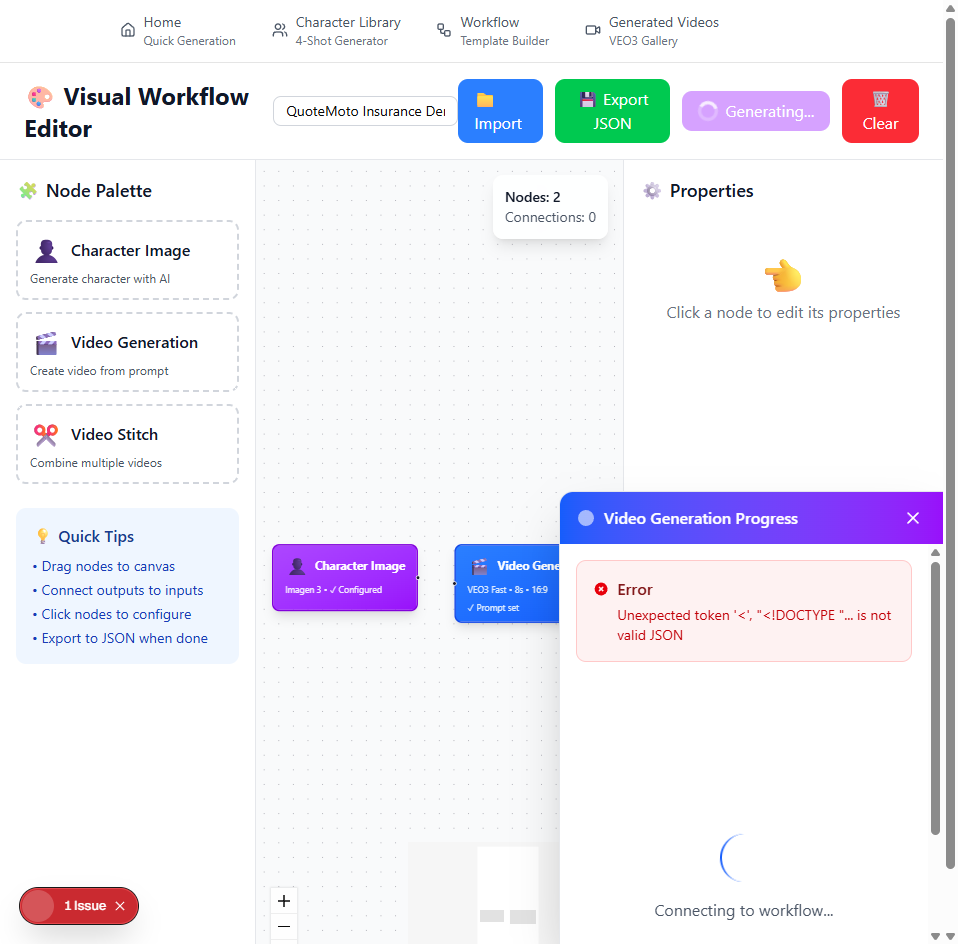 Home
Quick Generation
Character Library
4-Shot Generator
Workflow
Template Builder
Generated Videos
VEO3 Gallery
Visual Workflow
Editor
QuoteMoto Insurance
Import
Export
JSON
Generating...
Clear
Node Palette
Character Image
Generate character with AI
Video Generation
Create video from prompt
Video Stitch
Combine multiple videos
Quick Tips
• Drag nodes to canvas
• Connect outputs to inputs
• Click nodes to configure
• Export to JSON when done
1 Issue
Nodes: 2
Connections: 0
Character Image
Imagen 3 • ✓ Configured
Video Gene
VEO3 Fast • 8s • 16:9
✓ Prompt set
+
−
Properties
Click a node to edit its properties
Video Generation Progress
Error
Unexpected token '<', "<!DOCTYPE "... is not
valid JSON
Connecting to workflow...